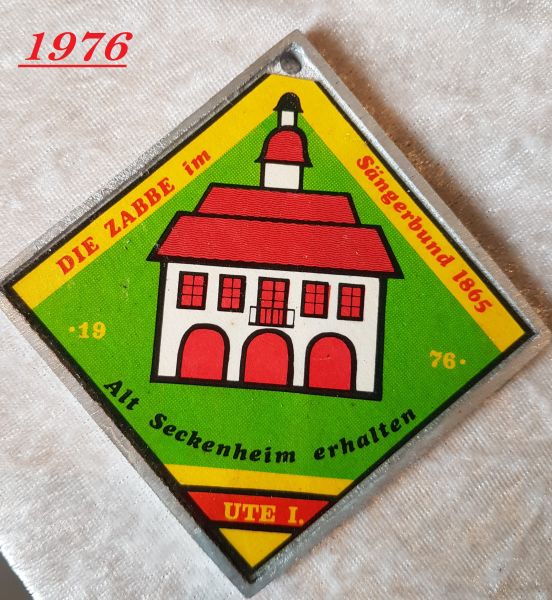 1976
DIE ZABBE im
Sängerbund 1865
·19
76·
Alt Seckenheim erhalten
UTE I.